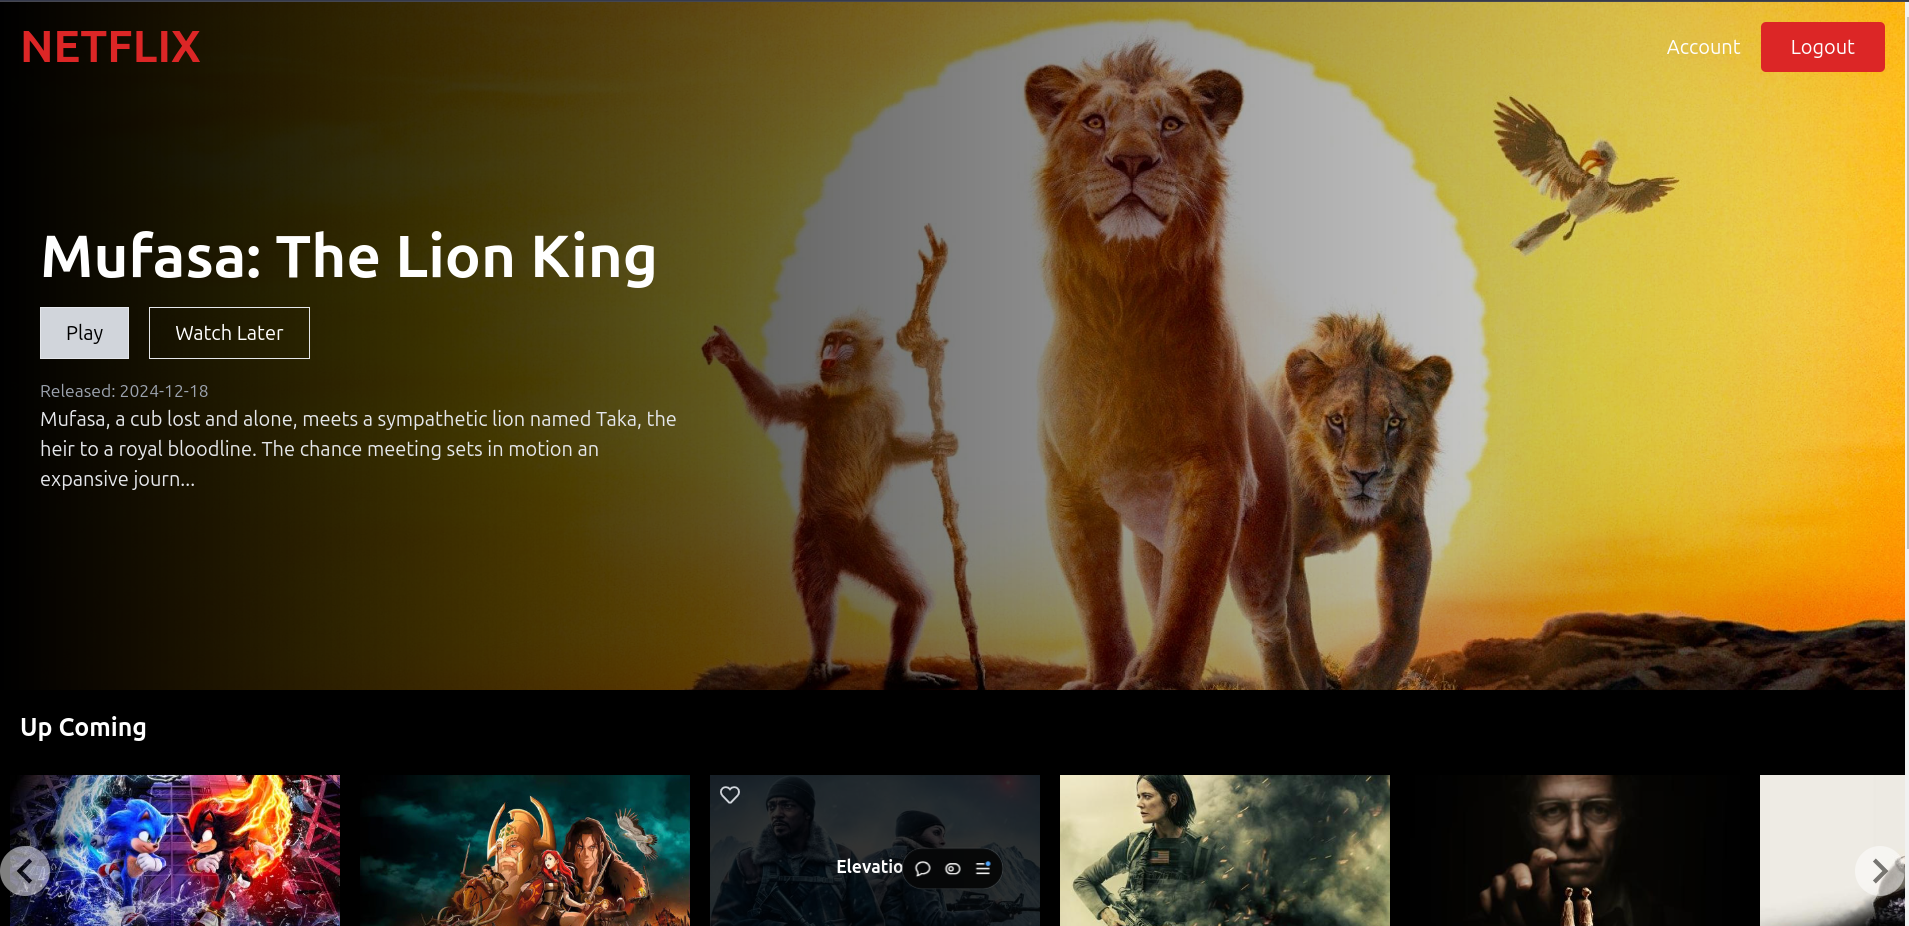 NETFLIX
Account
Logout
Mufasa: The Lion King
Play
Watch Later
Released: 2024-12-18
Mufasa, a cub lost and alone, meets a sympathetic lion named Taka, the
heir to a royal bloodline. The chance meeting sets in motion an
expansive journ...
Up Coming
Elevatio